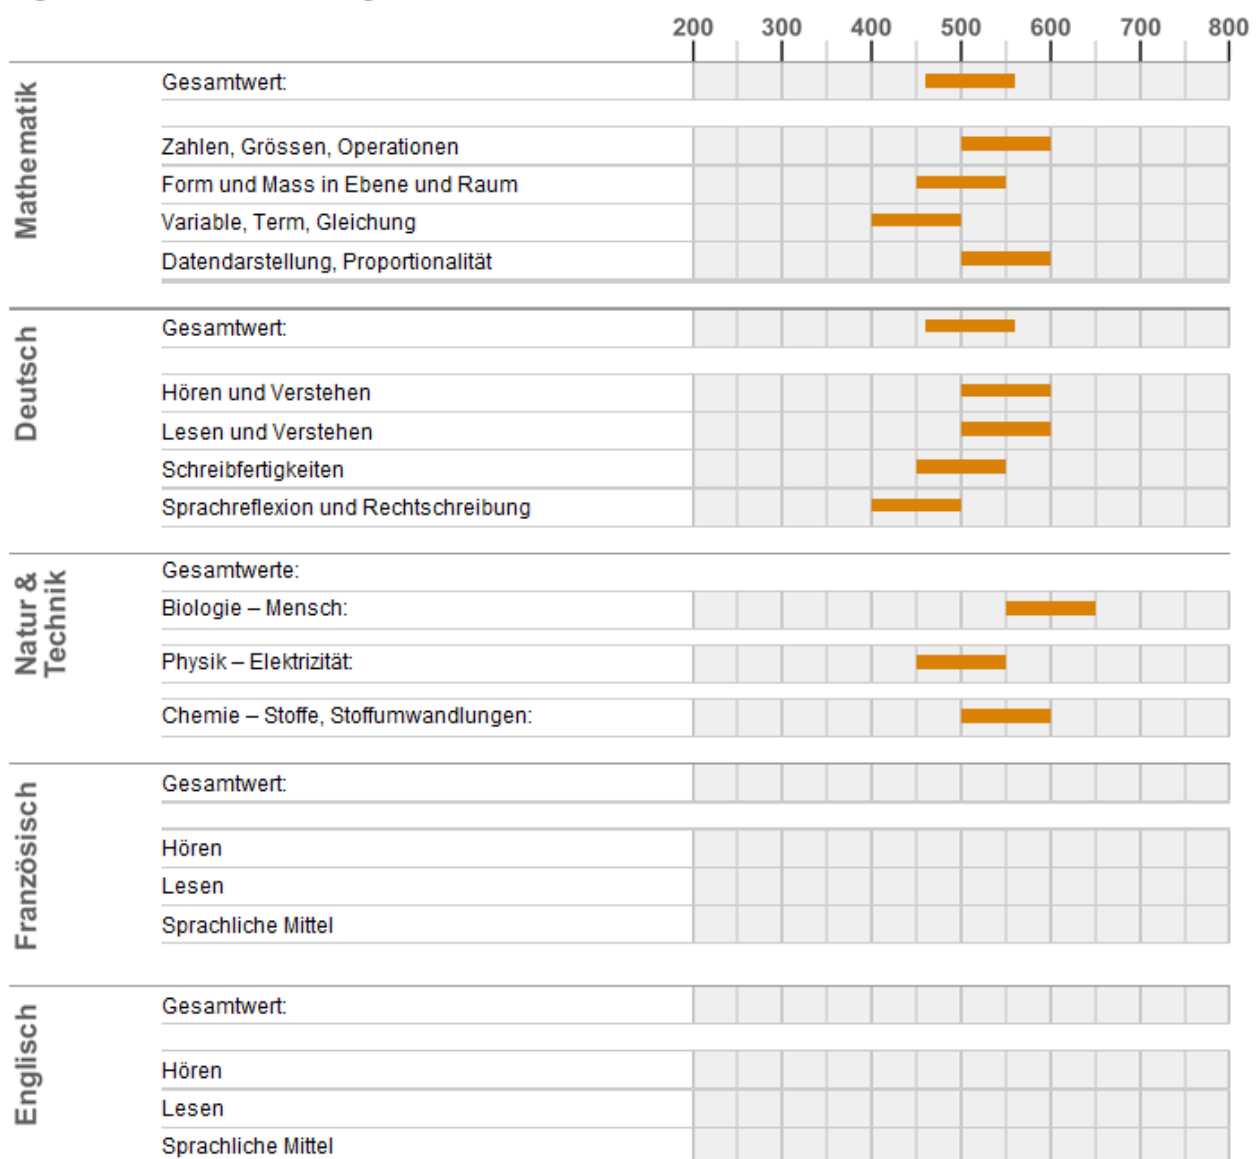 200 300 400 500 600 700 800
Mathematik
Gesamtwert:
Zahlen, Grössen, Operationen
Form und Mass in Ebene und Raum
Variable, Term, Gleichung
Datendarstellung, Proportionalität
Deutsch
Gesamtwert:
Hören und Verstehen
Lesen und Verstehen
Schreibfertigkeiten
Sprachreflexion und Rechtschreibung
Natur &
Technik
Gesamtwerte:
Biologie – Mensch:
Physik – Elektrizität:
Chemie – Stoffe, Stoffumwandlungen:
Französisch
Gesamtwert:
Hören
Lesen
Sprachliche Mittel
Englisch
Gesamtwert:
Hören
Lesen
Sprachliche Mittel